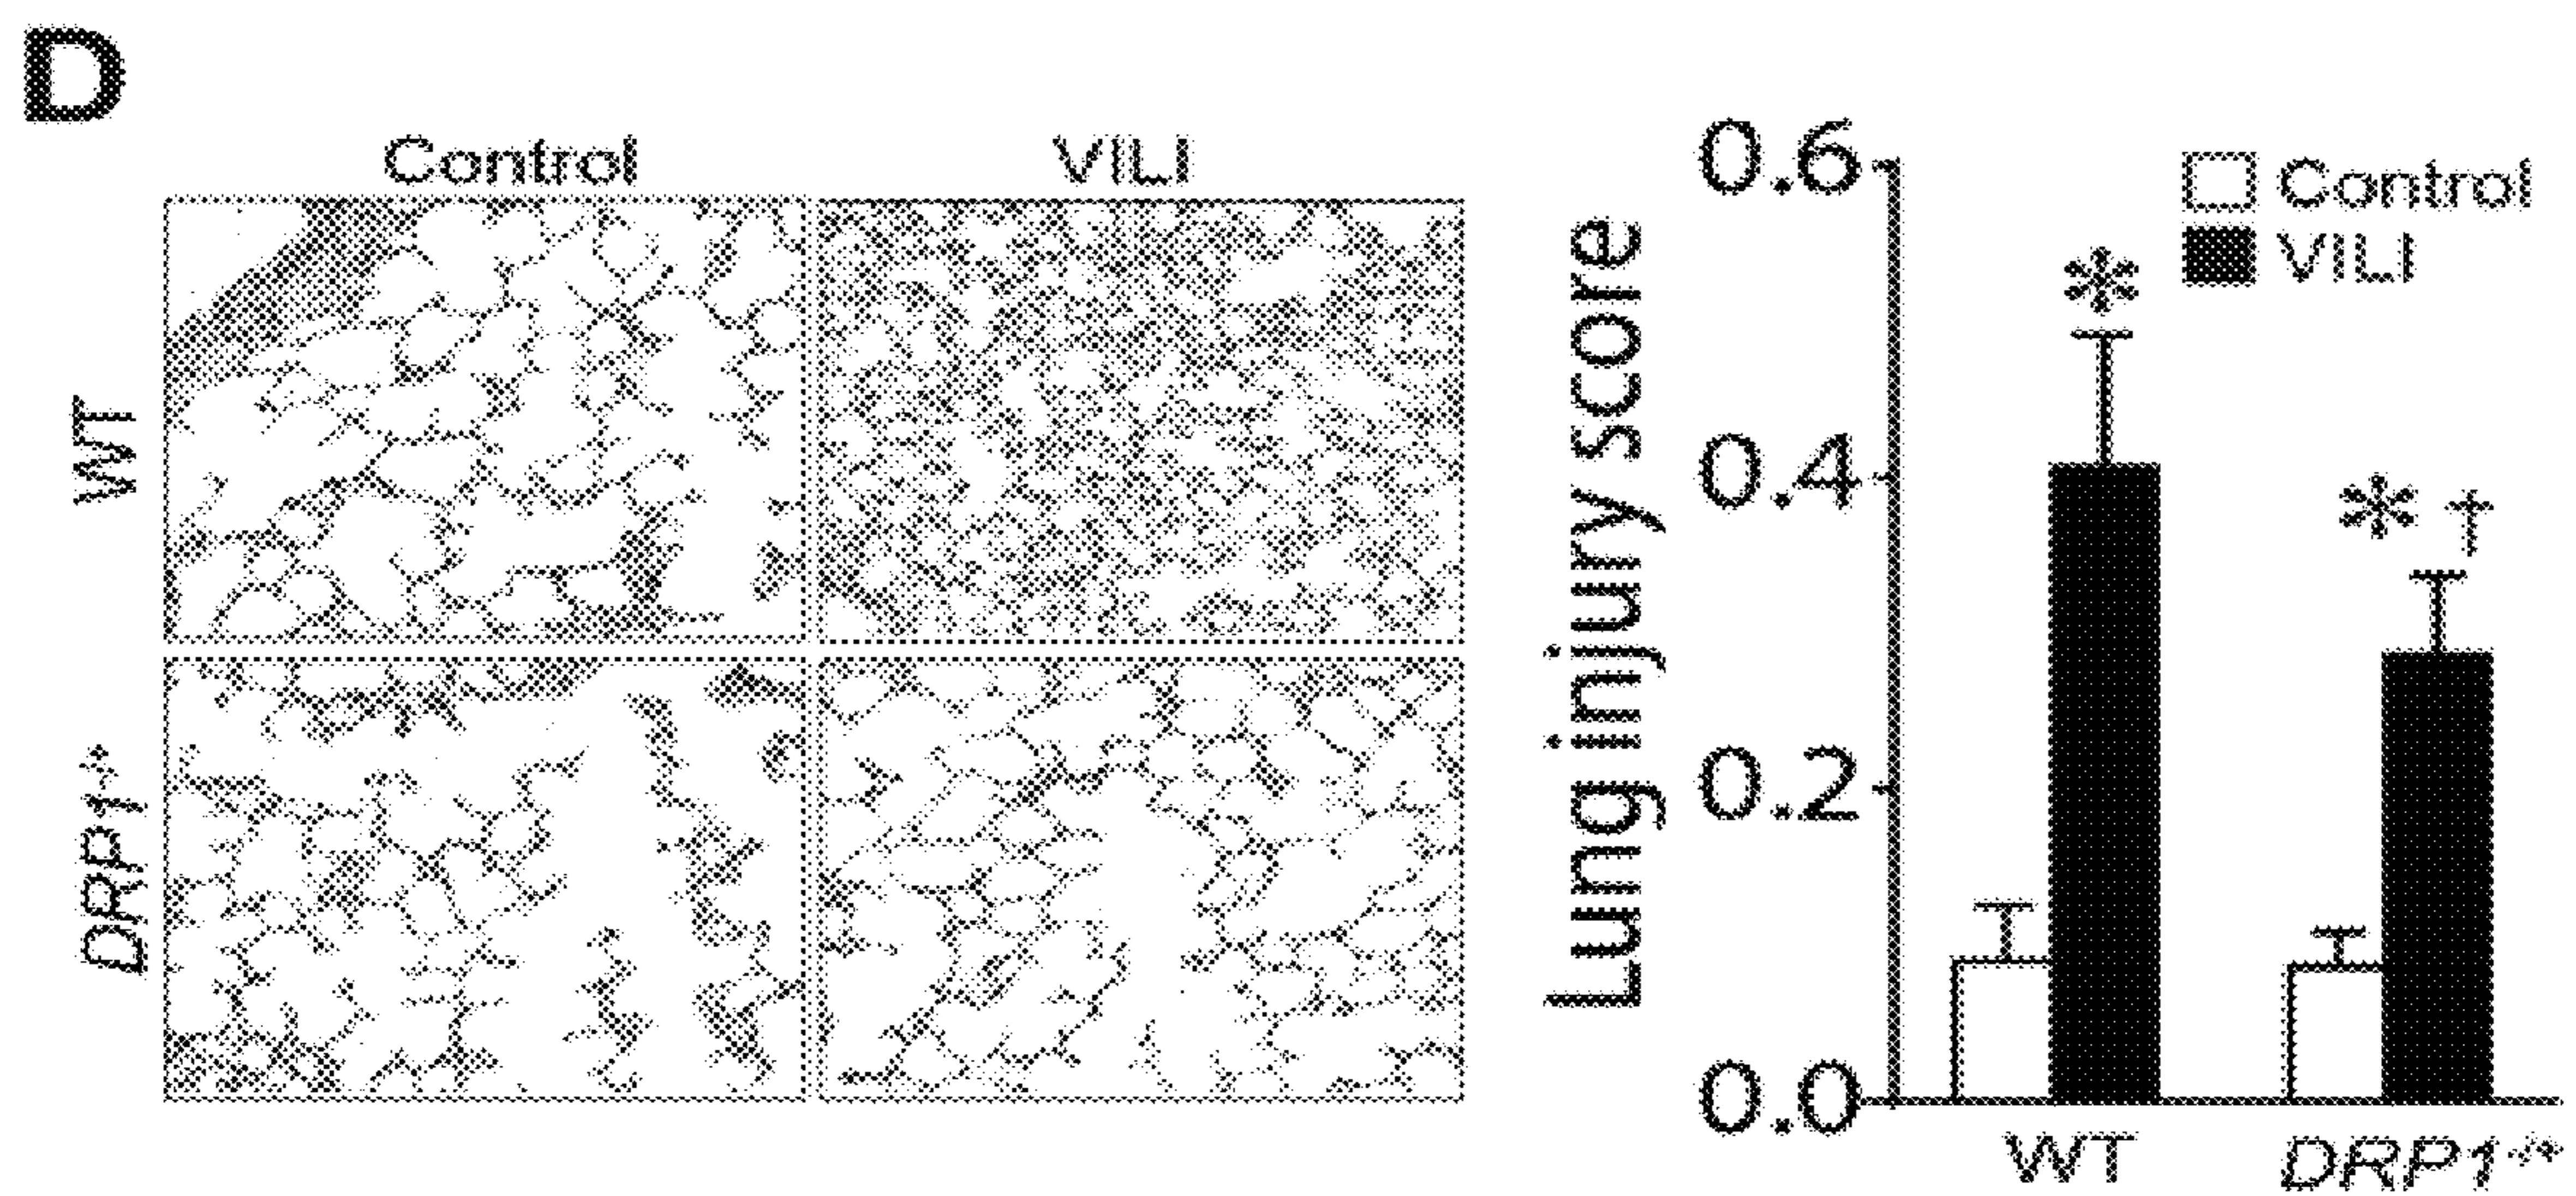 D
Control VILI
WT
DRP1-/+
Lung injury score
0.6
0.4
0.2
0.0
Control
VILI
*
* †
WT DRP1-/+